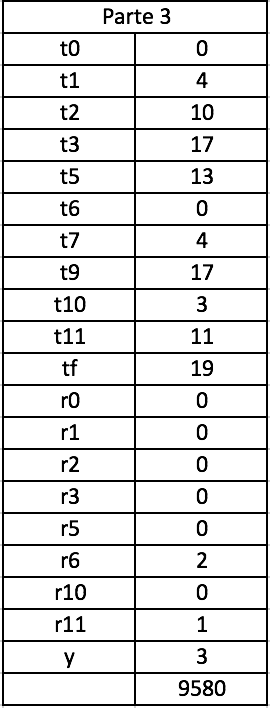 Parte 3
t0 0
t1 4
t2 10
t3 17
t5 13
t6 0
t7 4
t9 17
t10 3
t11 11
tf 19
r0 0
r1 0
r2 0
r3 0
r5 0
r6 2
r10 0
r11 1
y 3
9580